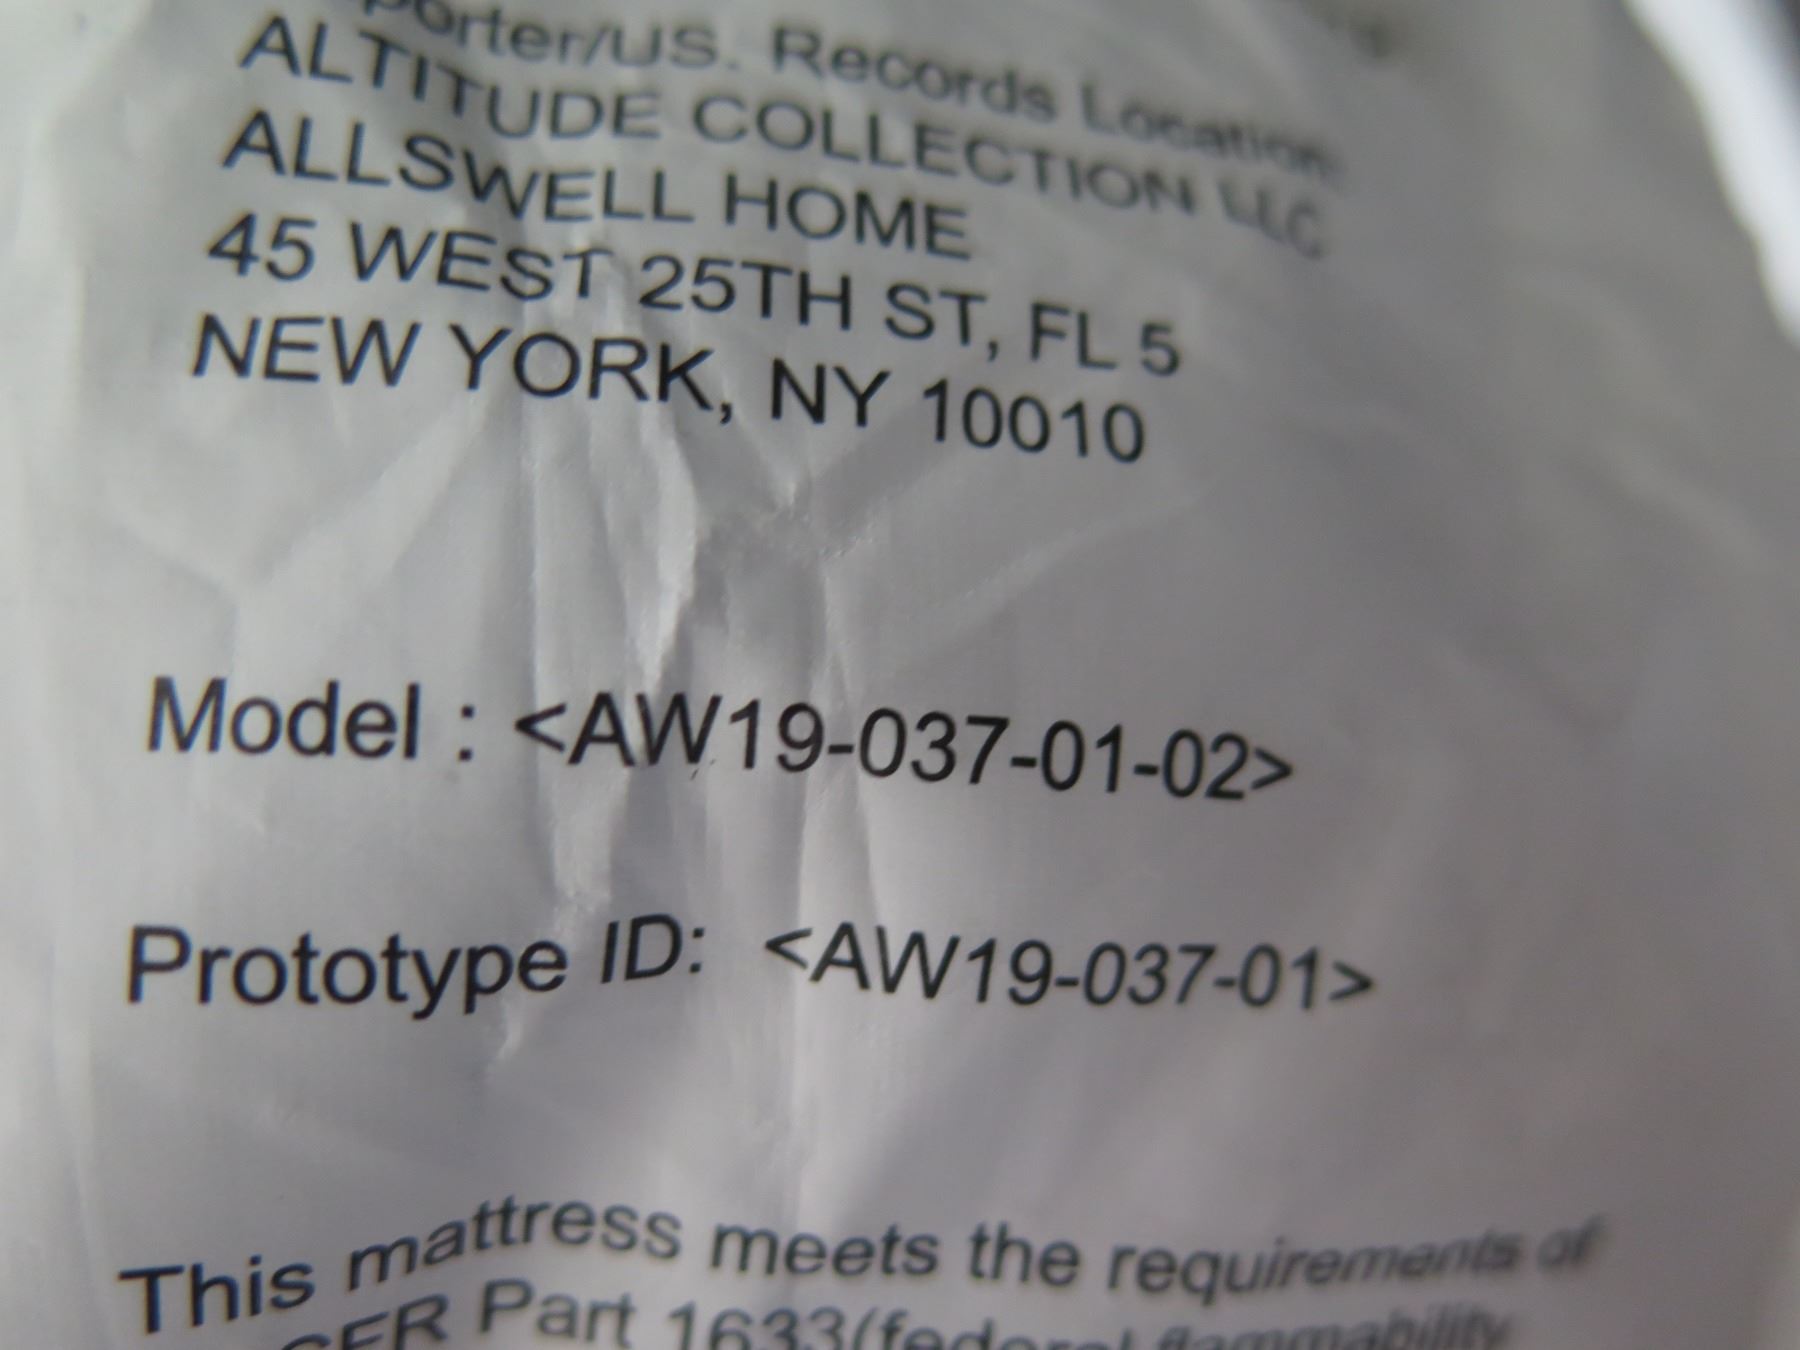 porter/US. Records Location:
ALTITUDE COLLECTION LLC
ALLSWELL HOME
45 WEST 25TH ST, FL 5
NEW YORK, NY 10010
Model : <AW19-037-01-02>
Prototype ID: <AW19-037-01>
This mattress meets the requirements of
CFR Part 1633(federal flammability